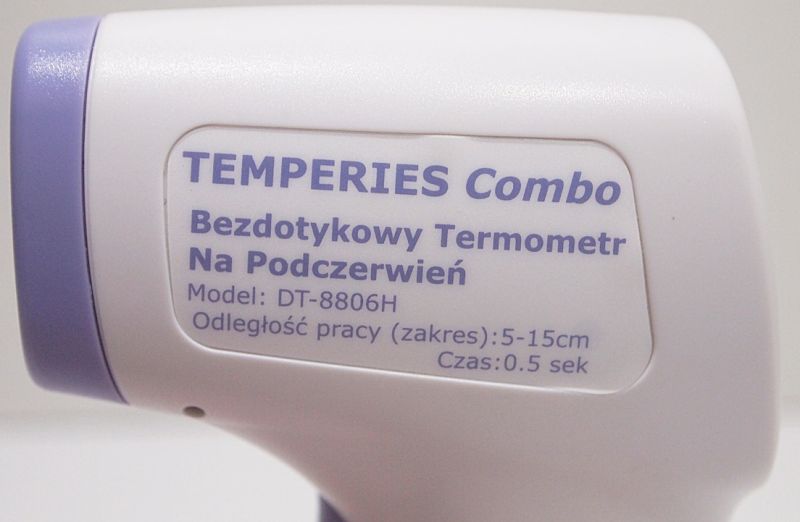 TEMPERIES Combo
Bezdotykowy Termometr
Na Podczerwień
Model: DT-8806H
Odległość pracy (zakres):5-15cm
Czas:0.5 sek